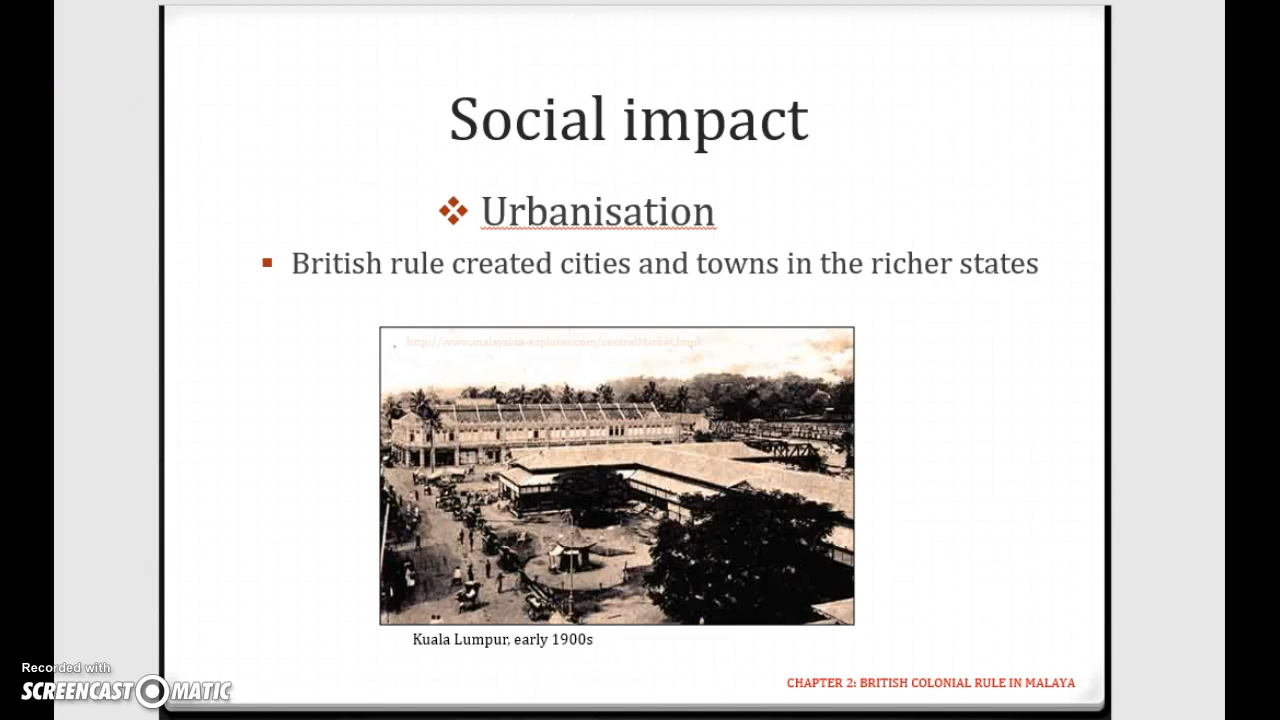 Social impact
Urbanisation
British rule created cities and towns in the richer states
Kuala Lumpur, early 1900s
CHAPTER 2: BRITISH COLONIAL RULE IN MALAYA
Recorded with
SCREENCAST MATIC